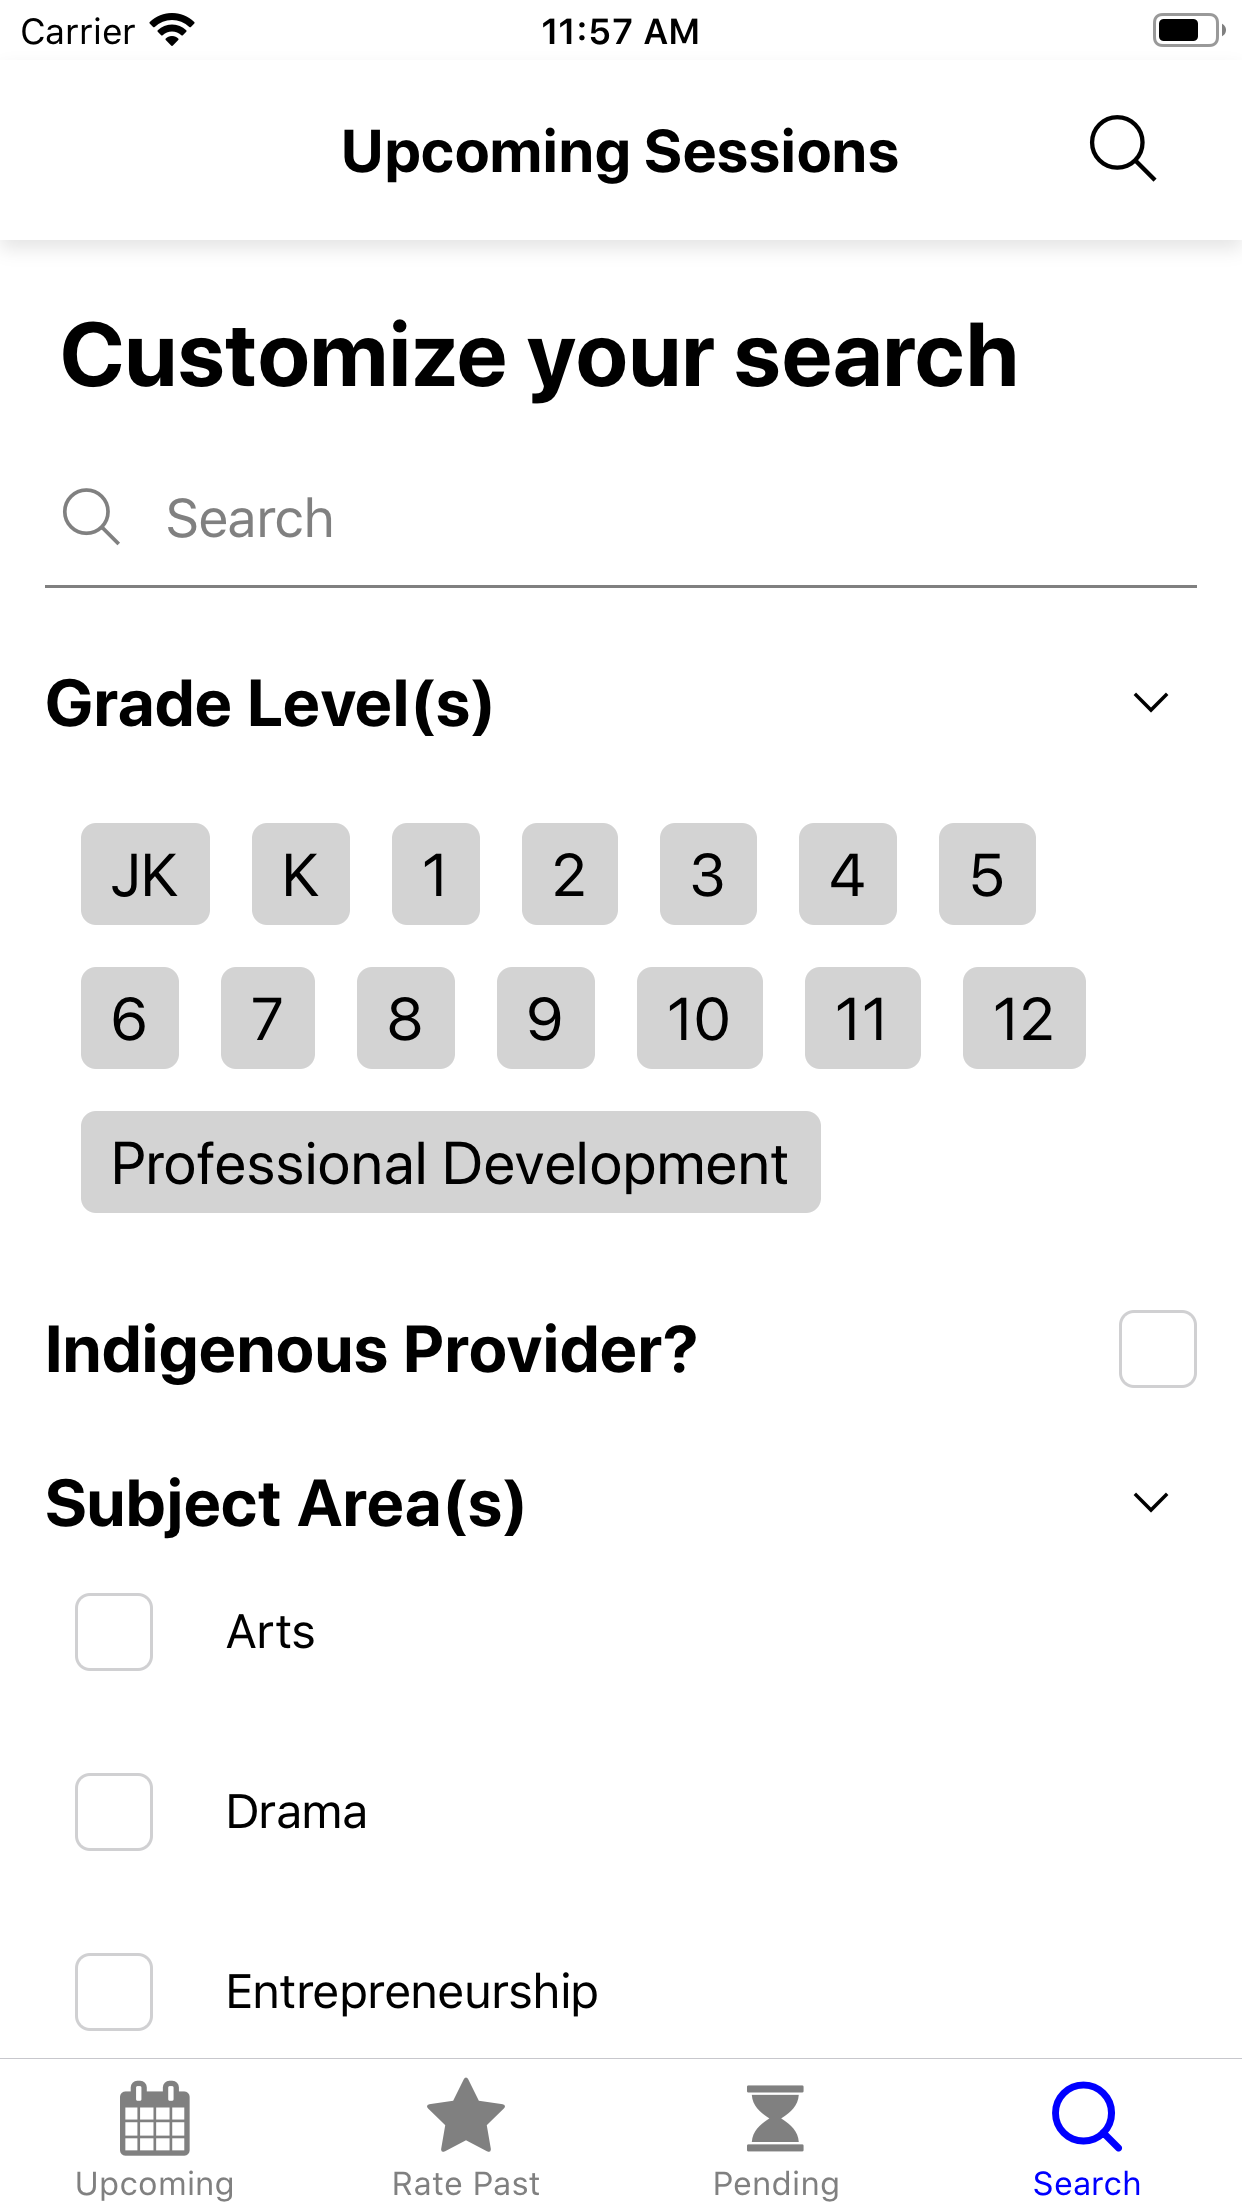 Carrier 11:57 AM
Upcoming Sessions
Customize your search
Search
Grade Level(s)
JK K 1 2 3 4 5
6 7 8 9 10 11 12
Professional Development
Indigenous Provider?
Subject Area(s)
Arts
Drama
Entrepreneurship
Upcoming Rate Past Pending Search